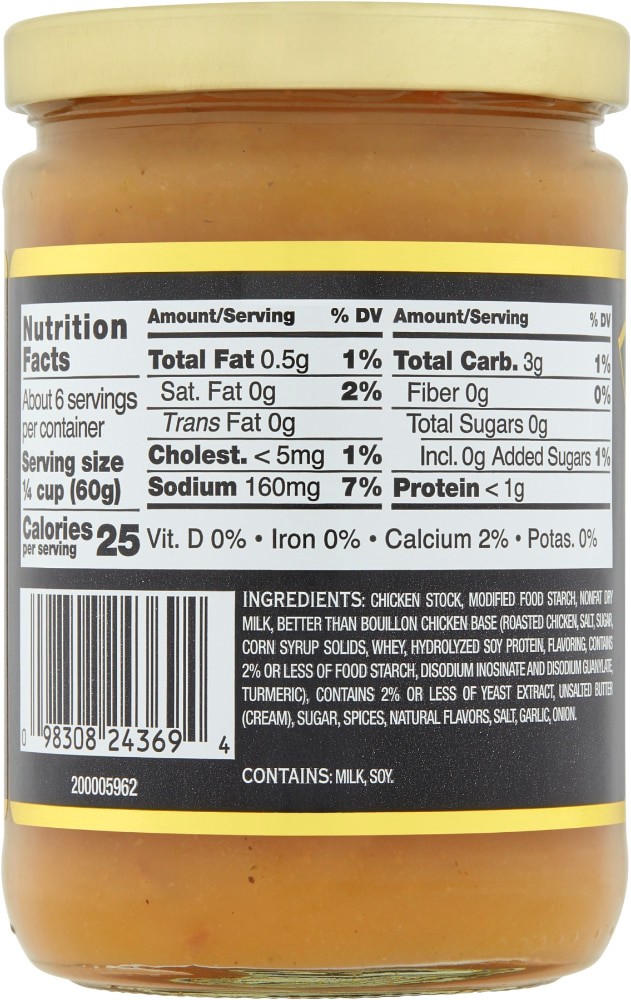 Nutrition
Facts
About 6 servings
per container
Serving size
¼ cup (60g)
Calories 25
per serving
Amount/Serving % DV
Total Fat 0.5g 1%
Sat. Fat 0g 2%
Trans Fat 0g
Cholest. < 5mg 1%
Sodium 160mg 7%
Amount/Serving % DV
Total Carb. 3g 1%
Fiber 0g 0%
Total Sugars 0g
Incl. 0g Added Sugars 1%
Protein < 1g
Vit. D 0% • Iron 0% • Calcium 2% • Potas. 0%
INGREDIENTS: CHICKEN STOCK, MODIFIED FOOD STARCH, NONFAT DRY
MILK, BETTER THAN BOUILLON CHICKEN BASE (ROASTED CHICKEN, SALT, SUGAR,
CORN SYRUP SOLIDS, WHEY, HYDROLYZED SOY PROTEIN, FLAVORING, CONTAINS
2% OR LESS OF FOOD STARCH, DISODIUM INOSINATE AND DISODIUM GUANYLATE,
TURMERIC), CONTAINS 2% OR LESS OF YEAST EXTRACT, UNSALTED BUTTER
(CREAM), SUGAR, SPICES, NATURAL FLAVORS, SALT, GARLIC, ONION.
CONTAINS: MILK, SOY.
0 98308 24369 4
200005962